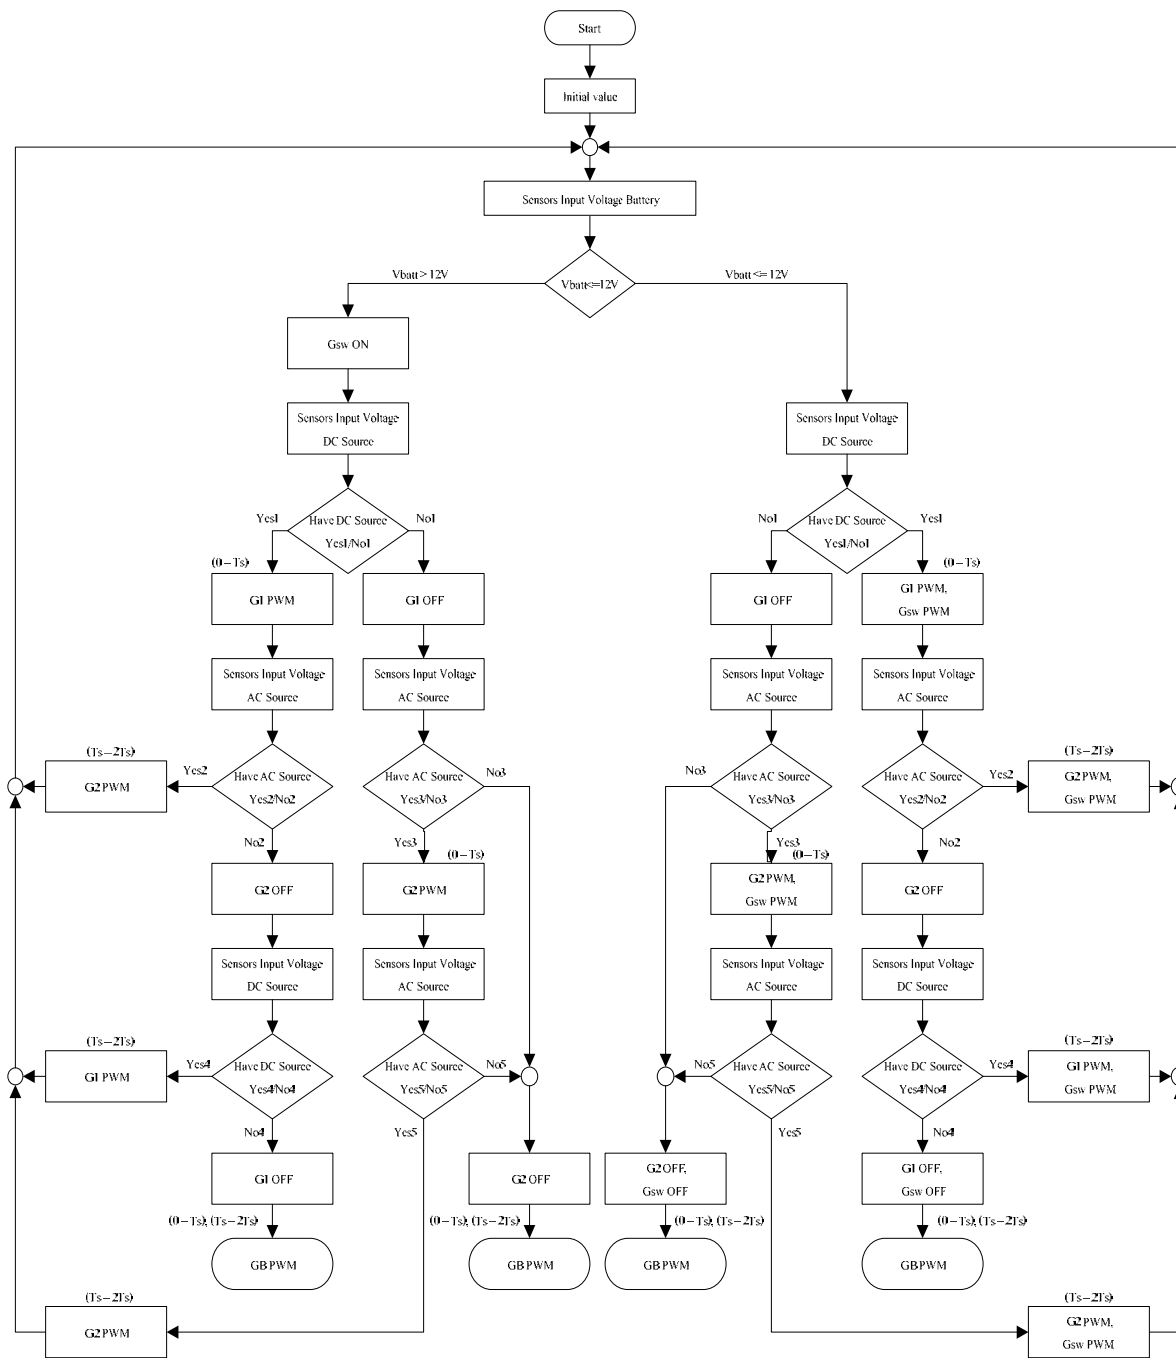 Start
Initial value
Sensors Input Voltage Battery
Vbatt > 12V
Vbatt<=12V
Vbatt <= 12V
Gsw ON
Sensors Input Voltage
DC Source
Sensors Input Voltage
DC Source
Yes1
Have DC Source
Yes1/No1
No1
No1
Have DC Source
Yes1/No1
Yes1
(0 – Ts)
G1 PWM
G1 OFF
G1 OFF
(0 – Ts)
G1 PWM,
Gsw PWM
Sensors Input Voltage
AC Source
Sensors Input Voltage
AC Source
Sensors Input Voltage
AC Source
Sensors Input Voltage
AC Source
(Ts – 2Ts)
G2 PWM
Yes2
Have AC Source
Yes2/No2
No2
Have AC Source
Yes3/No3
No3
Yes3
No3
Have AC Source
Yes3/No3
Yes3
Have AC Source
Yes2/No2
Yes2
No2
(Ts – 2Ts)
G2 PWM,
Gsw PWM
G2 OFF
(0 – Ts)
G2 PWM
(0 – Ts)
G2 PWM,
Gsw PWM
G2 OFF
Sensors Input Voltage
DC Source
Sensors Input Voltage
AC Source
Sensors Input Voltage
AC Source
Sensors Input Voltage
DC Source
(Ts – 2Ts)
G1 PWM
Yes4
Have DC Source
Yes4/No4
No4
Have AC Source
Yes5/No5
No5
Yes5
No5
Have AC Source
Yes5/No5
Yes5
Have DC Source
Yes4/No4
Yes4
No4
(Ts – 2Ts)
G1 PWM,
Gsw PWM
G1 OFF
G2 OFF
G2 OFF,
Gsw OFF
G1 OFF,
Gsw OFF
(0 – Ts), (Ts – 2Ts)
GB PWM
(0 – Ts), (Ts – 2Ts)
GB PWM
(0 – Ts), (Ts – 2Ts)
GB PWM
(0 – Ts), (Ts – 2Ts)
GB PWM
(Ts – 2Ts)
G2 PWM
(Ts – 2Ts)
G2 PWM,
Gsw PWM